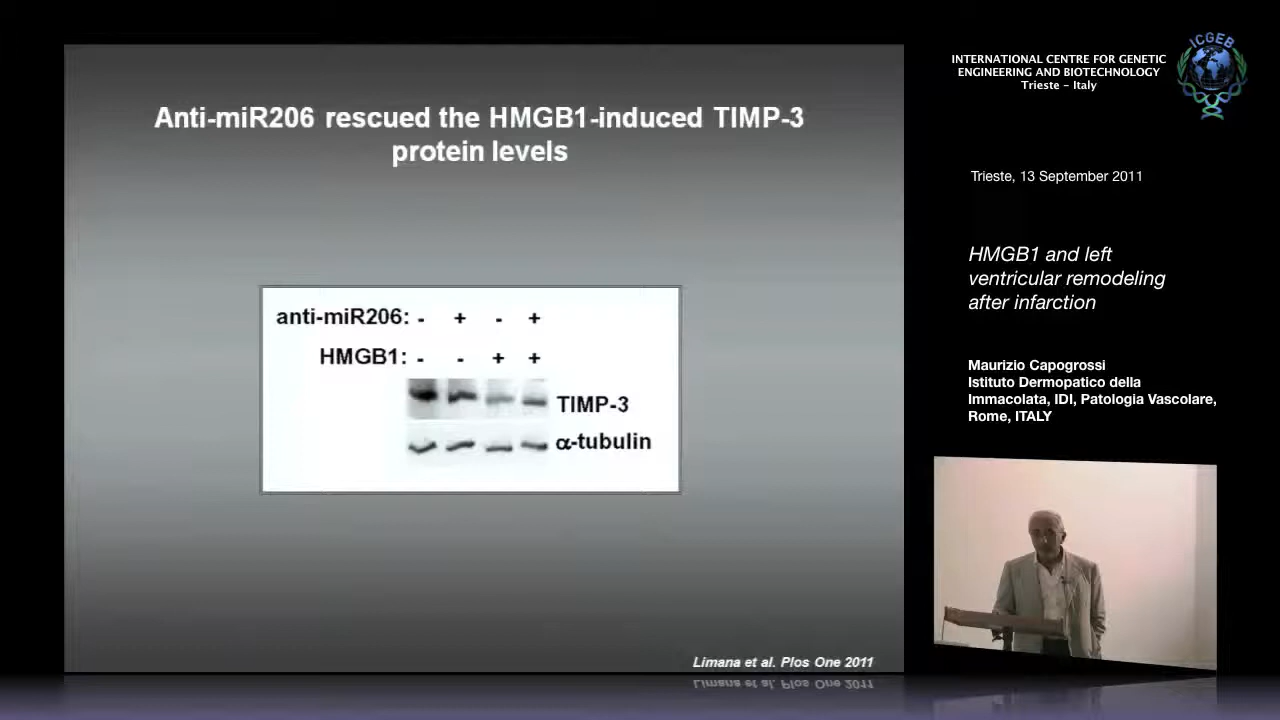 Anti-miR206 rescued the HMGB1-induced TIMP-3
protein levels
anti-miR206: - + - +
HMGB1: - - + +
TIMP-3
α-tubulin
Limana et al. Plos One 2011
INTERNATIONAL CENTRE FOR GENETIC
ENGINEERING AND BIOTECHNOLOGY
Trieste - Italy
ICGEB
Trieste, 13 September 2011
HMGB1 and left
ventricular remodeling
after infarction
Maurizio Capogrossi
Istituto Dermopatico della
Immacolata, IDI, Patologia Vascolare,
Rome, ITALY